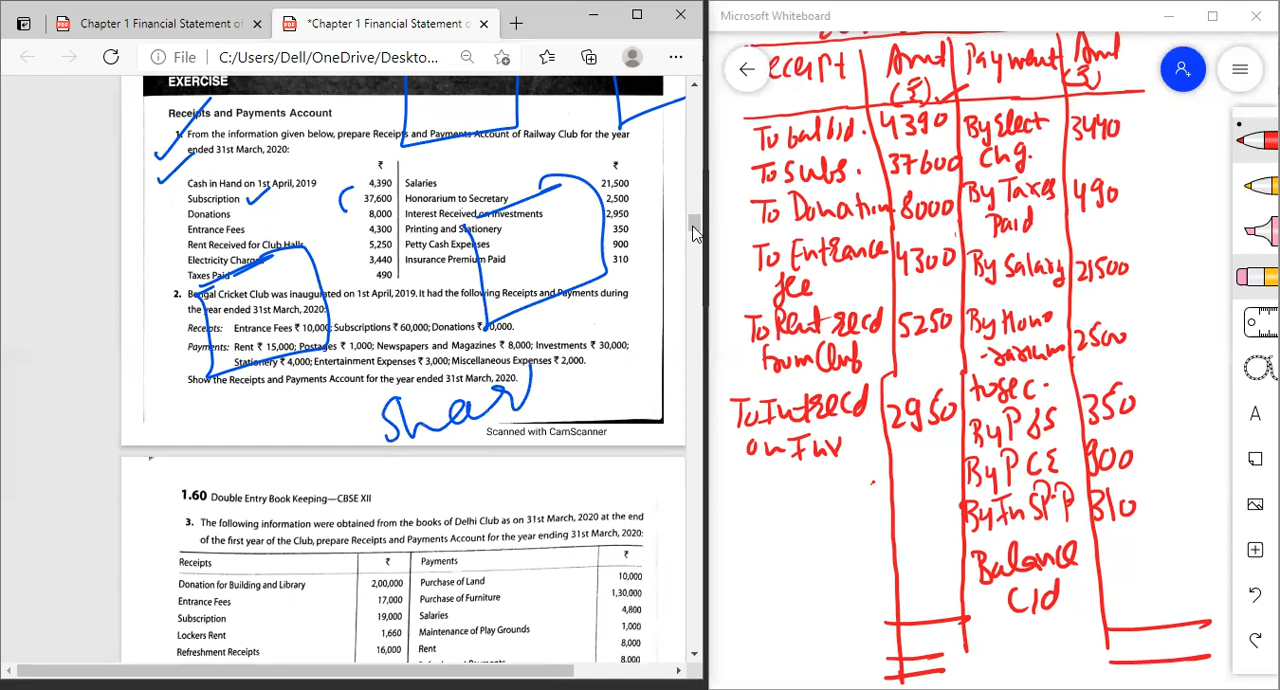 Chapter 1 Financial Statement of
*Chapter 1 Financial Statement o
File C:/Users/Dell/OneDrive/Deskto...
EXERCISE
Receipts and Payments Account
1. From the information given below, prepare Receipts and Payments Account of Railway Club for the year
ended 31st March, 2020:
₹ ₹
Cash in Hand on 1st April, 2019 4,390 Salaries 21,500
Subscription 37,600 Honorarium to Secretary 2,500
Donations 8,000 Interest Received on Investments 2,950
Entrance Fees 4,300 Printing and Stationery 350
Rent Received for Club Halls 5,250 Petty Cash Expenses 900
Electricity Charges 3,440 Insurance Premium Paid 310
Taxes Paid 490
2. Bengal Cricket Club was inaugurated on 1st April, 2019. It had the following Receipts and Payments during
the year ended 31st March, 2020:
Receipts: Entrance Fees ₹ 10,000; Subscriptions ₹ 60,000; Donations ₹ 0,000.
Payments: Rent ₹ 15,000; Postages ₹ 1,000; Newspapers and Magazines ₹ 8,000; Investments ₹ 30,000;
Stationery ₹ 4,000; Entertainment Expenses ₹ 3,000; Miscellaneous Expenses ₹ 2,000.
Show the Receipts and Payments Account for the year ended 31st March, 2020.
Shar
Scanned with CamScanner
1.60 Double Entry Book Keeping—CBSE XII
3. The following information were obtained from the books of Delhi Club as on 31st March, 2020 at the end
of the first year of the Club, prepare Receipts and Payments Account for the year ending 31st March, 2020:
Receipts ₹ Payments ₹
Donation for Building and Library 2,00,000 Purchase of Land 10,000
Entrance Fees 17,000 Purchase of Furniture 1,30,000
Subscription 19,000 Salaries 4,800
Lockers Rent 1,660 Maintenance of Play Grounds 1,000
Refreshment Receipts 16,000 Rent 8,000
8,000
Microsoft Whiteboard
eceipt Amt Payment Amt
(₹) (₹)
To bal b/d. 4390 By Elect 3440
To Subs. 37600 Chg.
To Donation 8000 By Taxes 490
Paid
To Entrance 4300 By Salary 21500
fee
To Rent recd 5250 By Hono 2500
from Club -rarium
To Int recd 2950 to sec.
on Inv By P & S 350
By PCE 900
By Ins P.P 310
Balance
C/d
A